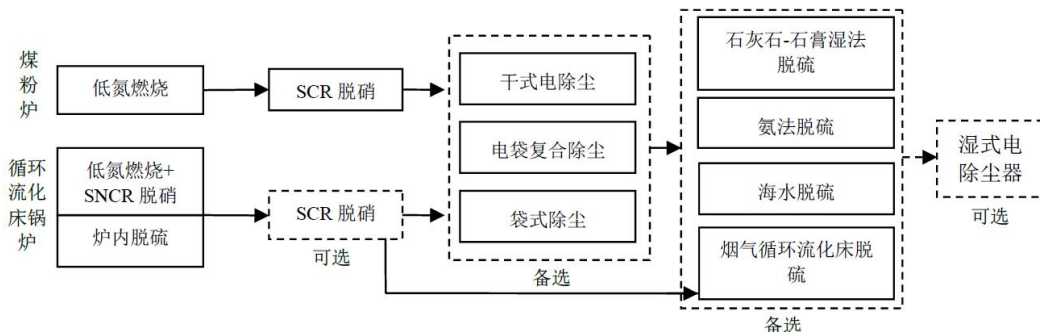 煤
粉
炉
低氮燃烧
SCR 脱硝
干式电除尘
电袋复合除尘
袋式除尘
备选
石灰石-石膏湿法
脱硫
氨法脱硫
海水脱硫
烟气循环流化床脱
硫
备选
湿式电
除尘器
可选
循环
流化
床锅
炉
低氮燃烧+
SNCR 脱硝
炉内脱硫
SCR 脱硝
可选